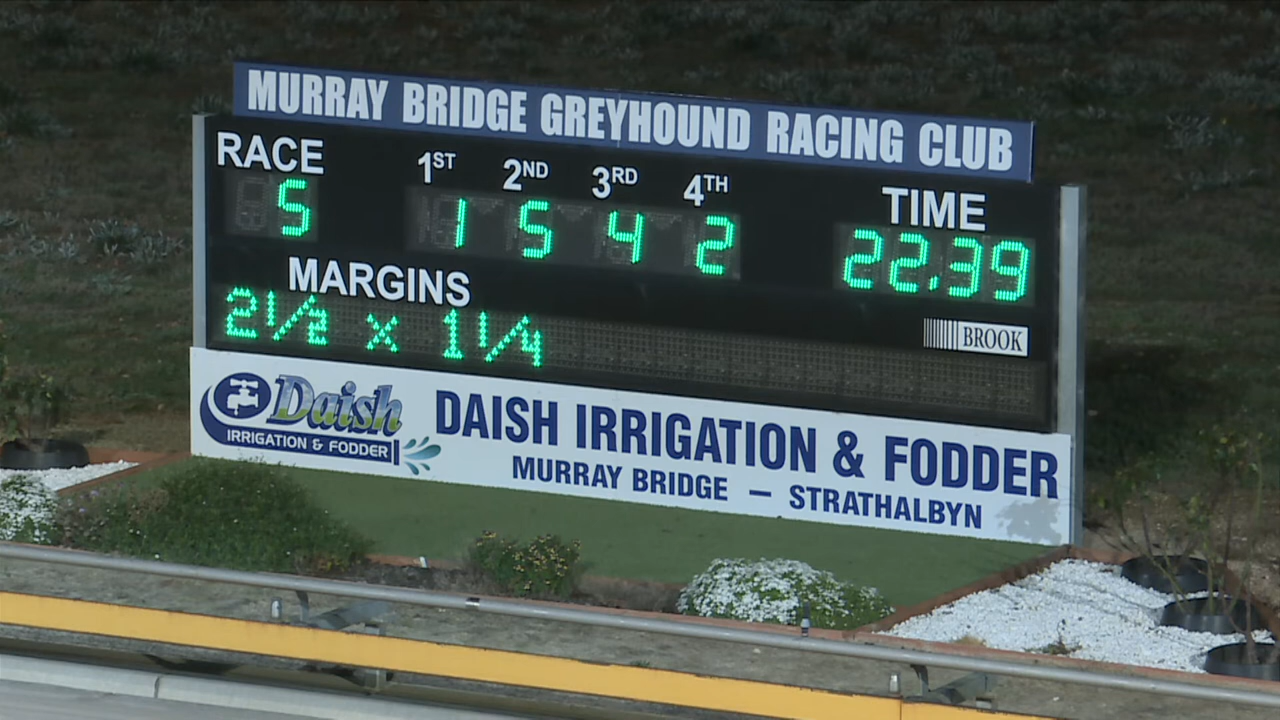 MURRAY BRIDGE GREYHOUND RACING CLUB
RACE 1ST 2ND 3RD 4TH TIME
5 1 5 4 2 22.39
MARGINS
2 1/2 x 1 1/4
BROOK
Daish
IRRIGATION & FODDER
DAISH IRRIGATION & FODDER
MURRAY BRIDGE — STRATHALBYN